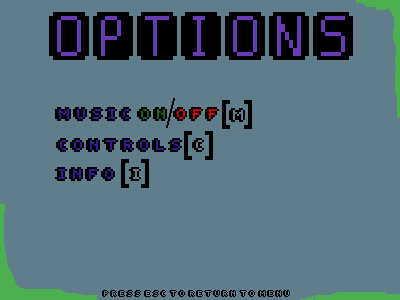 OPTIONS
MUSIC ON/OFF[M]
CONTROLS[C]
INFO [I]
PRESS ESC TO RETURN TO MENU